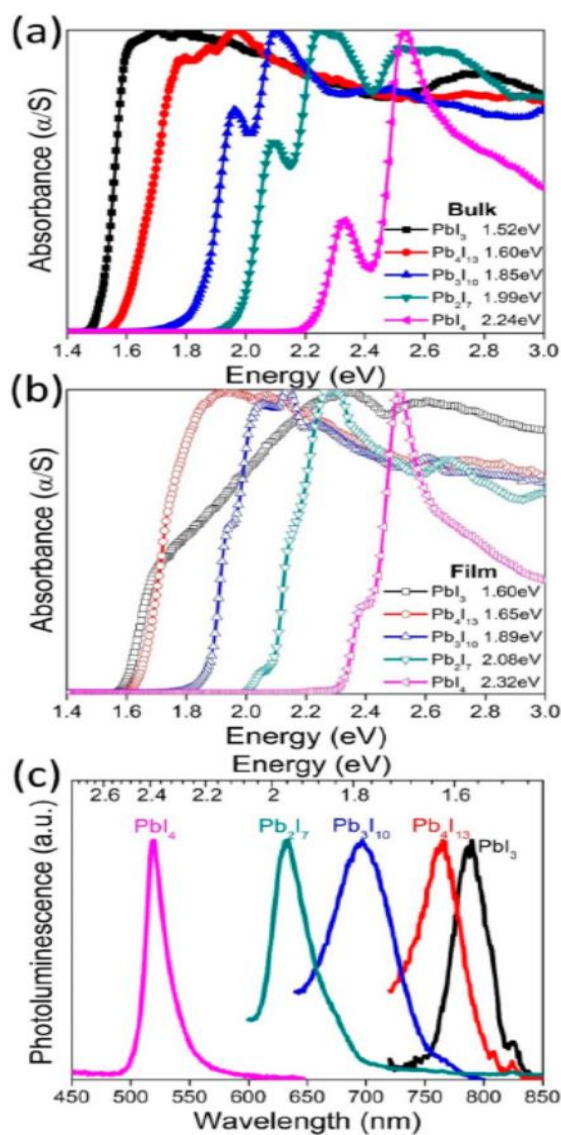 (a)
Absorbance (α/S)
Bulk
PbI₃ 1.52eV
Pb₄I₁₃ 1.60eV
Pb₃I₁₀ 1.85eV
Pb₂I₇ 1.99eV
PbI₄ 2.24eV
1.4 1.6 1.8 2.0 2.2 2.4 2.6 2.8 3.0
Energy (eV)
(b)
Absorbance (α/S)
Film
PbI₃ 1.60eV
Pb₄I₁₃ 1.65eV
Pb₃I₁₀ 1.89eV
Pb₂I₇ 2.08eV
PbI₄ 2.32eV
1.4 1.6 1.8 2.0 2.2 2.4 2.6 2.8 3.0
Energy (eV)
(c)
Energy (eV)
2.6 2.4 2.2 2 1.8 1.6
Photoluminescence (a.u.)
PbI₄ Pb₂I₇ Pb₃I₁₀ Pb₄I₁₃ PbI₃
450 500 550 600 650 700 750 800 850
Wavelength (nm)